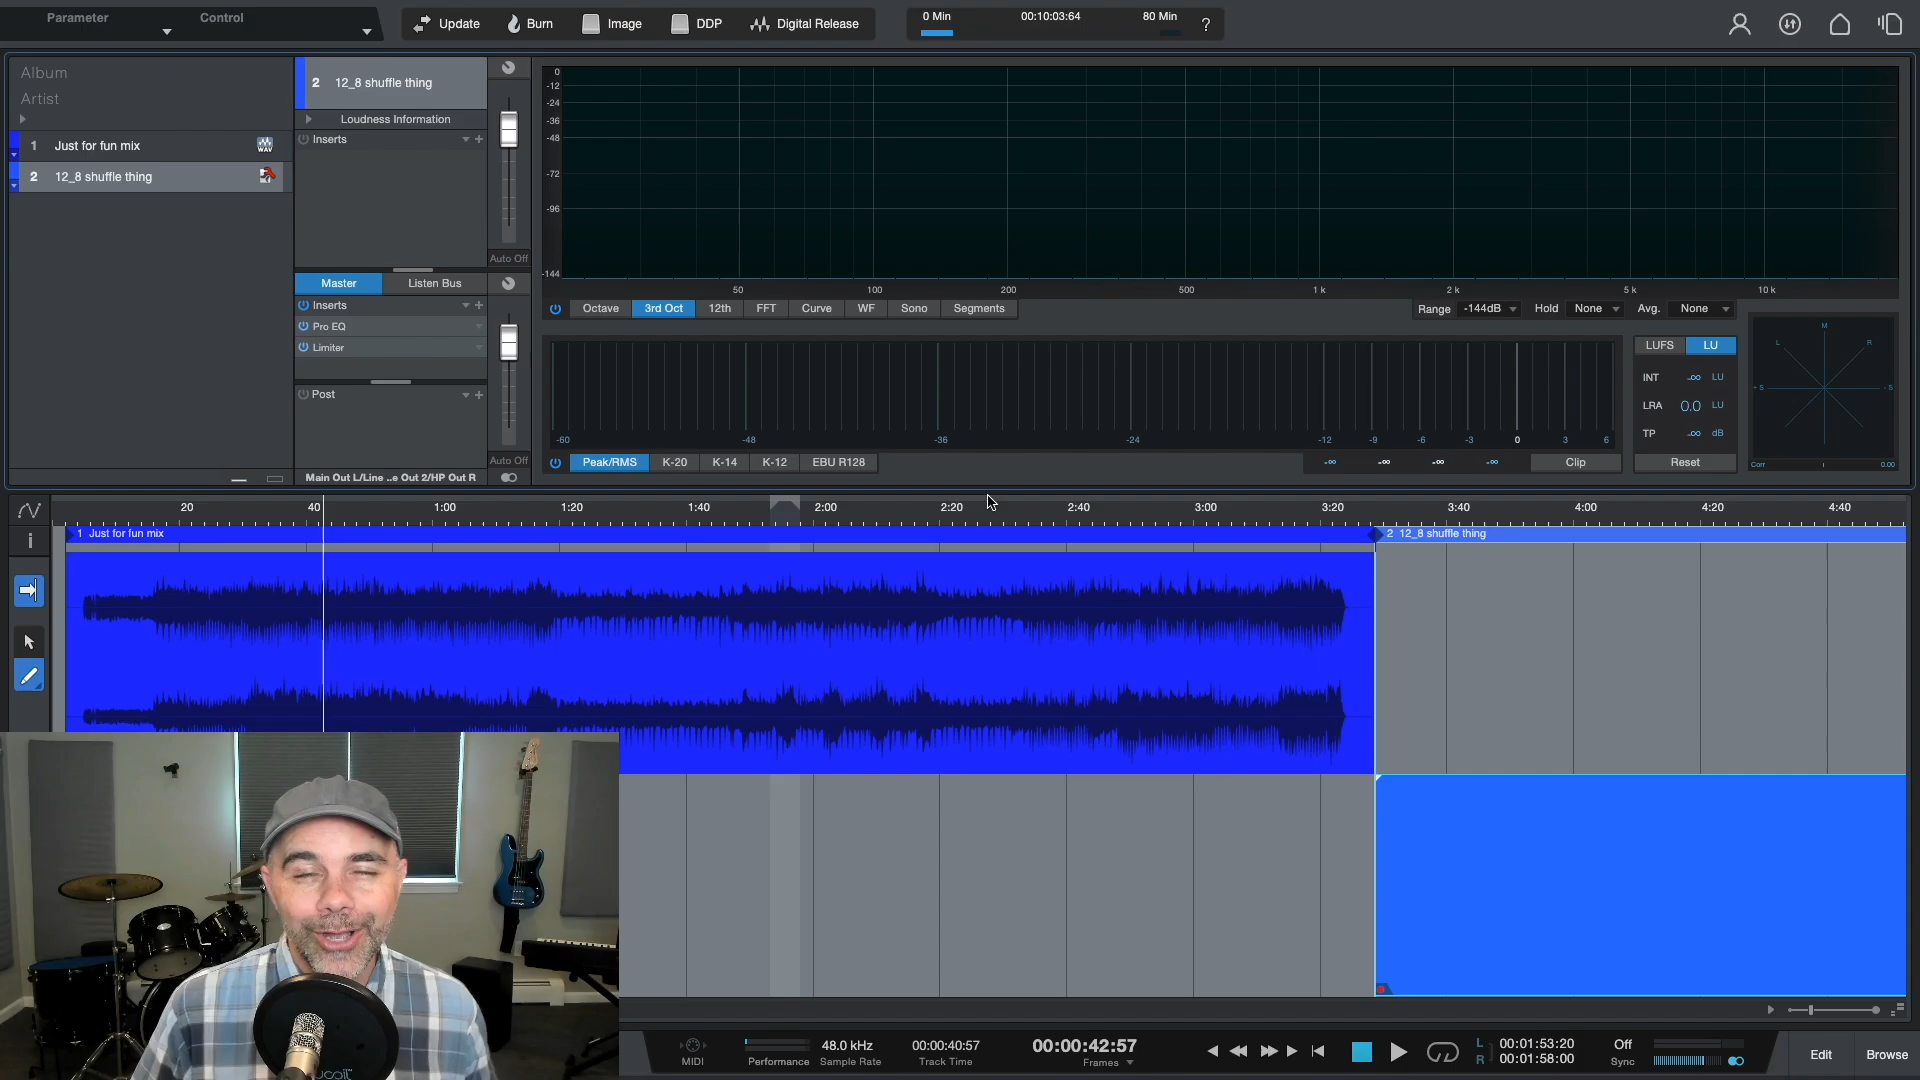 Parameter Control
Update Burn Image DDP Digital Release
0 Min 00:10:03:64 80 Min ?
Album
Artist
1 Just for fun mix WAV
2 12_8 shuffle thing
2 12_8 shuffle thing
Loudness Information
Inserts
Auto Off
Master Listen Bus
Inserts
Pro EQ
Limiter
Post
Auto Off
Main Out L/Line ..e Out 2/HP Out R
0
-12
-24
-36
-48
-72
-96
-144
50 100 200 500 1 k 2 k 5 k 10 k
Octave 3rd Oct 12th FFT Curve WF Sono Segments
Range -144dB Hold None Avg. None
-60 -48 -36 -24 -12 -9 -6 -3 0 3 6
Peak/RMS K-20 K-14 K-12 EBU R128
-∞ -∞ -∞ -∞ Clip
LUFS LU
INT -∞ LU
LRA 0.0 LU
TP -∞ dB
Reset
M
L R
+S -S
Corr 0.00
20 40 1:00 1:20 1:40 2:00 2:20 2:40 3:00 3:20 3:40 4:00 4:20 4:40
1 Just for fun mix 2 12_8 shuffle thing
MIDI
Performance
48.0 kHz
Sample Rate
00:00:40:57
Track Time
00:00:42:57
Frames
L 00:01:53:20
R 00:01:58:00
Off
Sync
Edit Browse